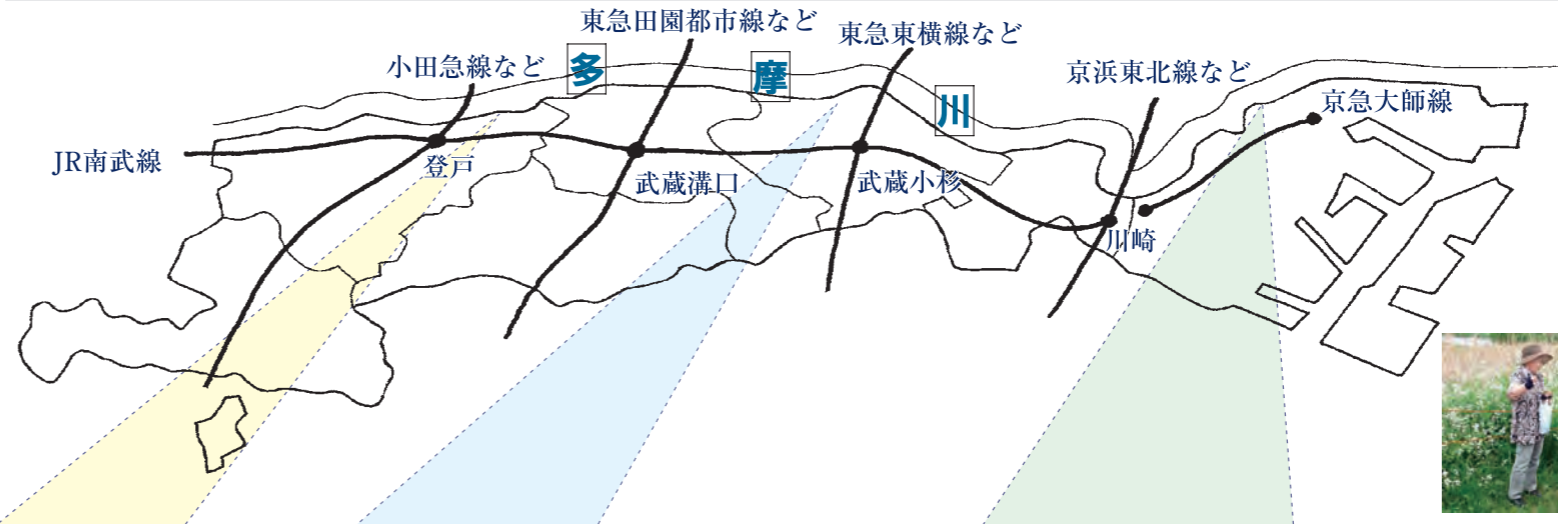 東急田園都市線など
東急東横線など
小田急線など
多
摩
川
京浜東北線など
京急大師線
JR南武線
登戸
武蔵溝口
武蔵小杉
川崎